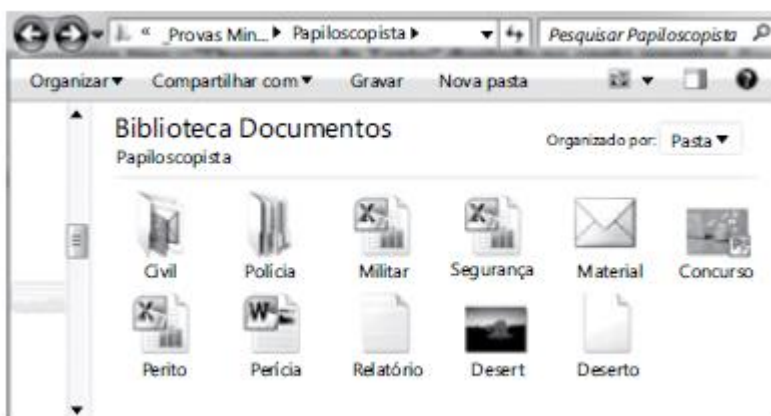 « _Provas Min... Papiloscopista Pesquisar Papiloscopista
Organizar Compartilhar com Gravar Nova pasta
Biblioteca Documentos
Papiloscopista
Organizado por: Pasta
Civil Polícia Militar Segurança Material Concurso
Perito Perícia Relatório Desert Deserto